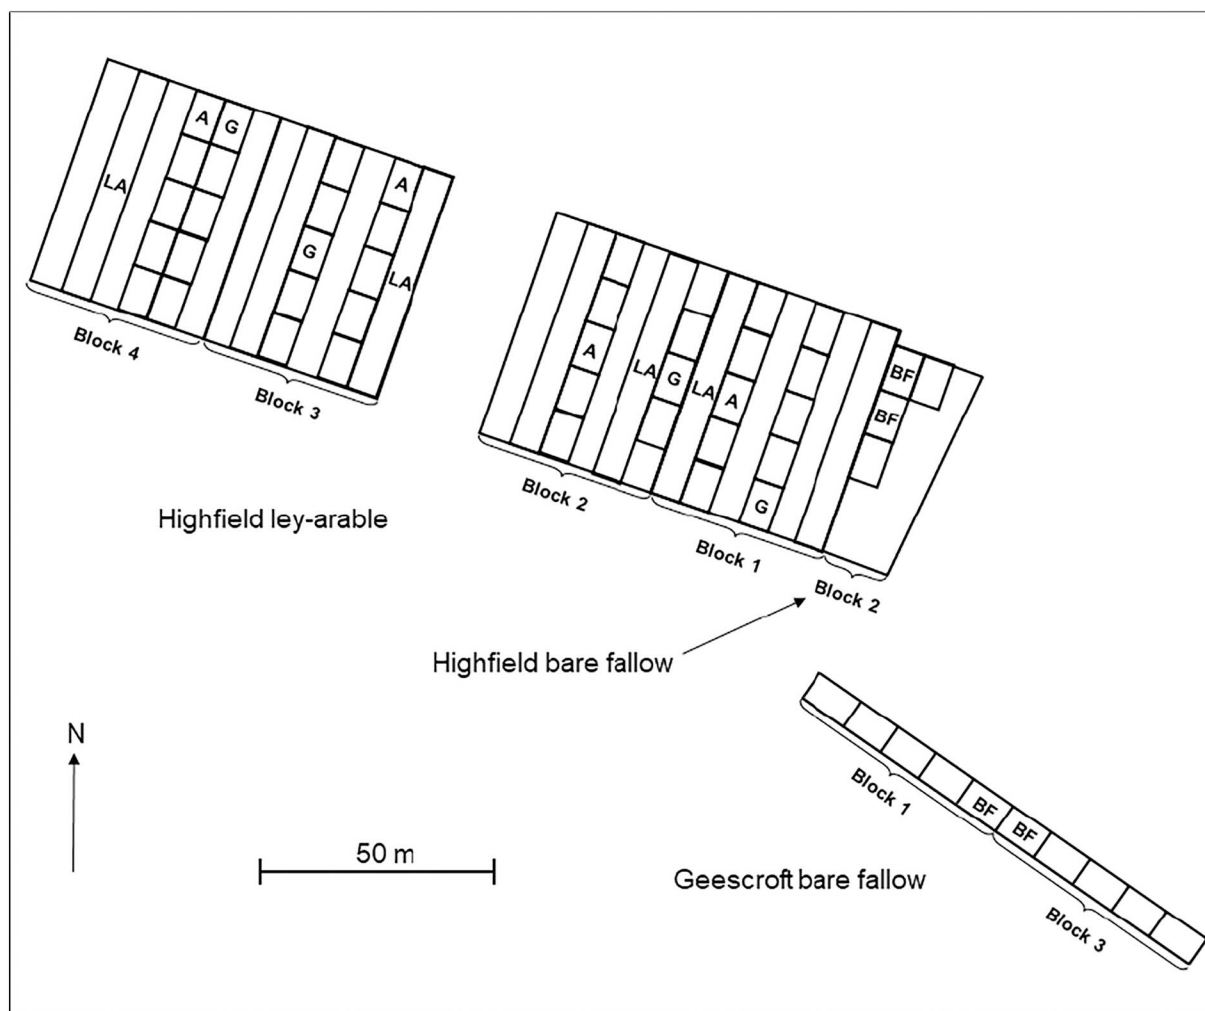 A G
LA
G
A
LA
Block 4
Block 3
A
LA
G
LA
A
G
BF
BF
Block 2
Block 1
Block 2
Highfield ley-arable
Highfield bare fallow
N
50 m
BF
BF
Block 1
Block 3
Geescroft bare fallow